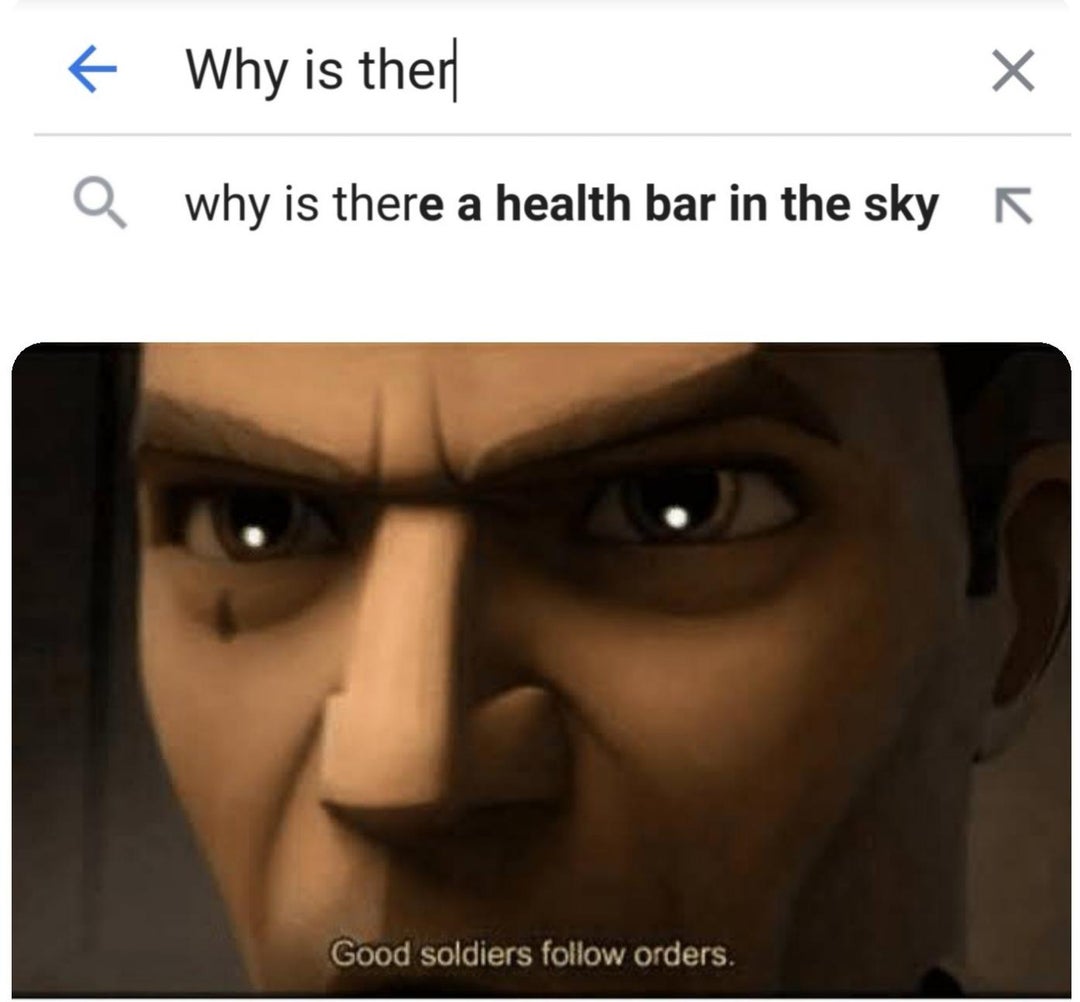 Why is ther
why is there a health bar in the sky
Good soldiers follow orders.